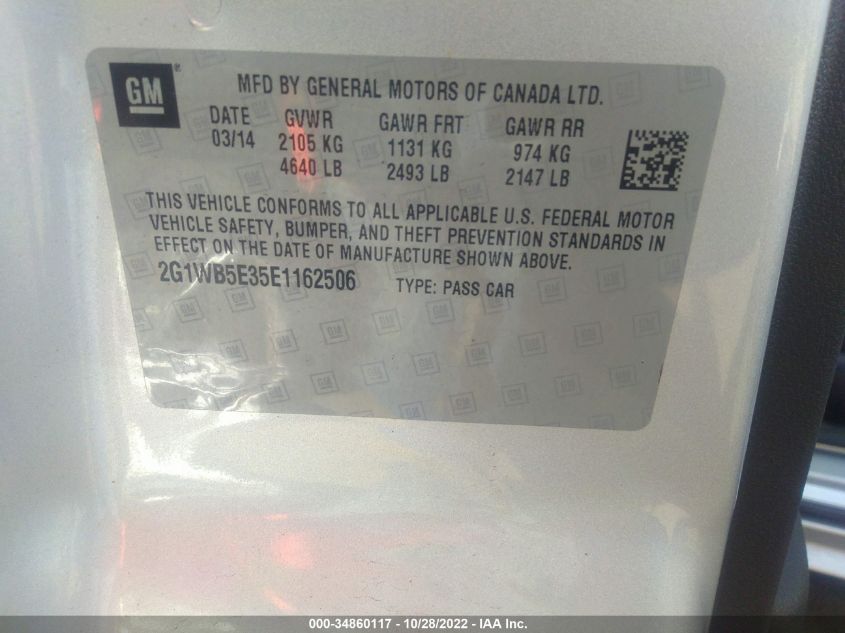 GM®
MFD BY GENERAL MOTORS OF CANADA LTD.
DATE GVWR GAWR FRT GAWR RR
03/14 2105 KG 1131 KG 974 KG
4640 LB 2493 LB 2147 LB
THIS VEHICLE CONFORMS TO ALL APPLICABLE U.S. FEDERAL MOTOR
VEHICLE SAFETY, BUMPER, AND THEFT PREVENTION STANDARDS IN
EFFECT ON THE DATE OF MANUFACTURE SHOWN ABOVE.
2G1WB5E35E1162506 TYPE: PASS CAR
000-34860117 - 10/28/2022 - IAA Inc.